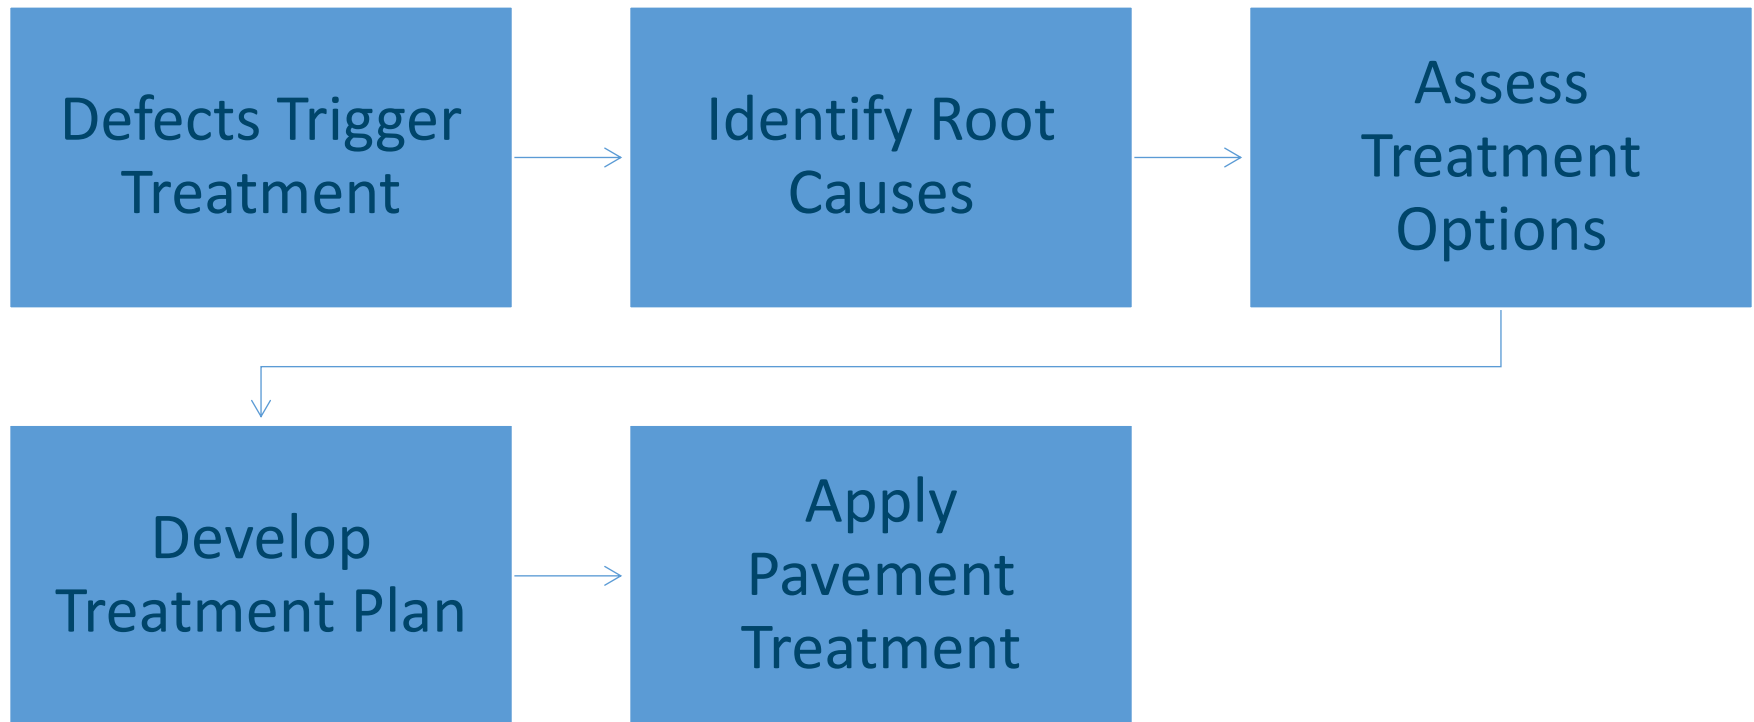 Defects Trigger
Treatment
Identify Root
Causes
Assess
Treatment
Options
Develop
Treatment Plan
Apply
Pavement
Treatment